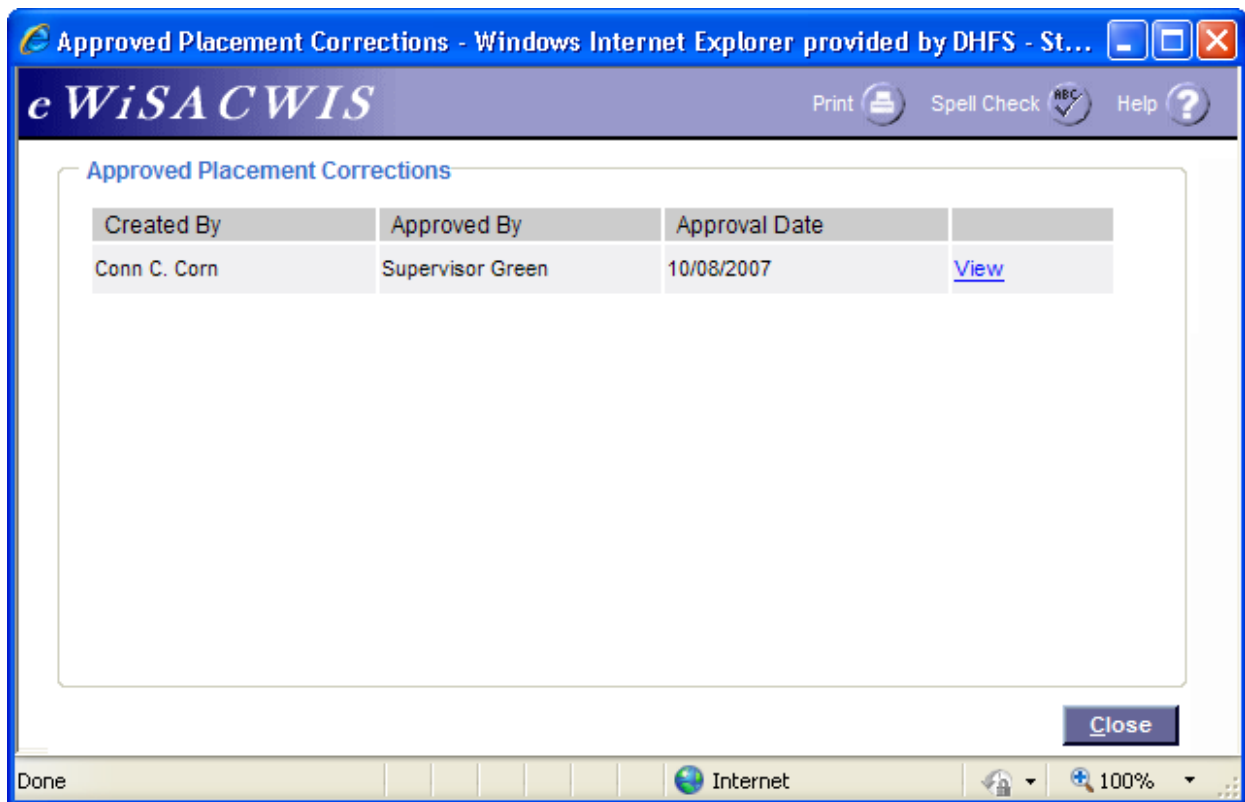 Approved Placement Corrections - Windows Internet Explorer provided by DHFS - St...
e WiSACWIS Print Spell Check ABC Help ?
Approved Placement Corrections
Created By Approved By Approval Date
Conn C. Corn Supervisor Green 10/08/2007 View
Close
Done Internet 100%